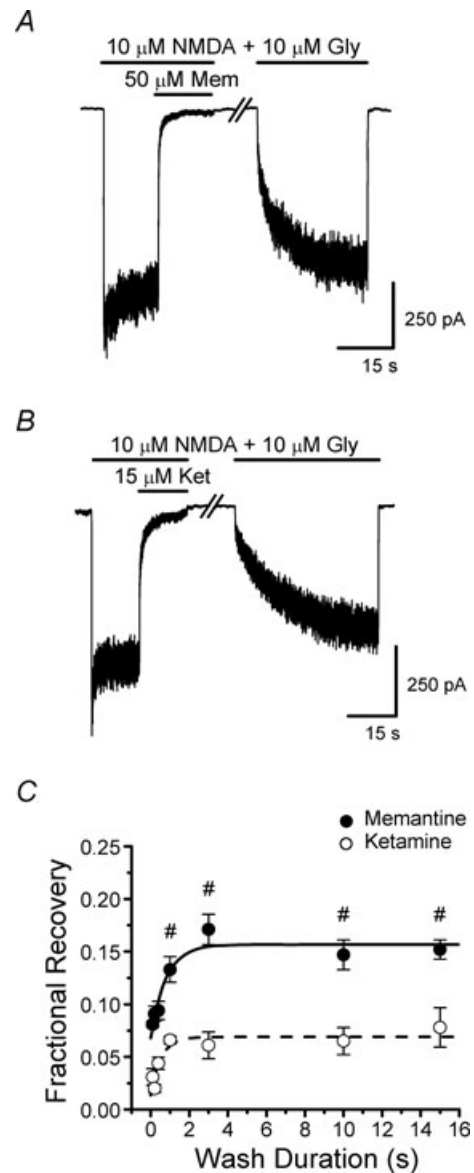 A
10 μM NMDA + 10 μM Gly
50 μM Mem
250 pA
15 s
B
10 μM NMDA + 10 μM Gly
15 μM Ket
250 pA
15 s
C
Memantine
Ketamine
Fractional Recovery
0.25
0.20
0.15
0.10
0.05
0.00
# # # #
0 2 4 6 8 10 12 14 16
Wash Duration (s)